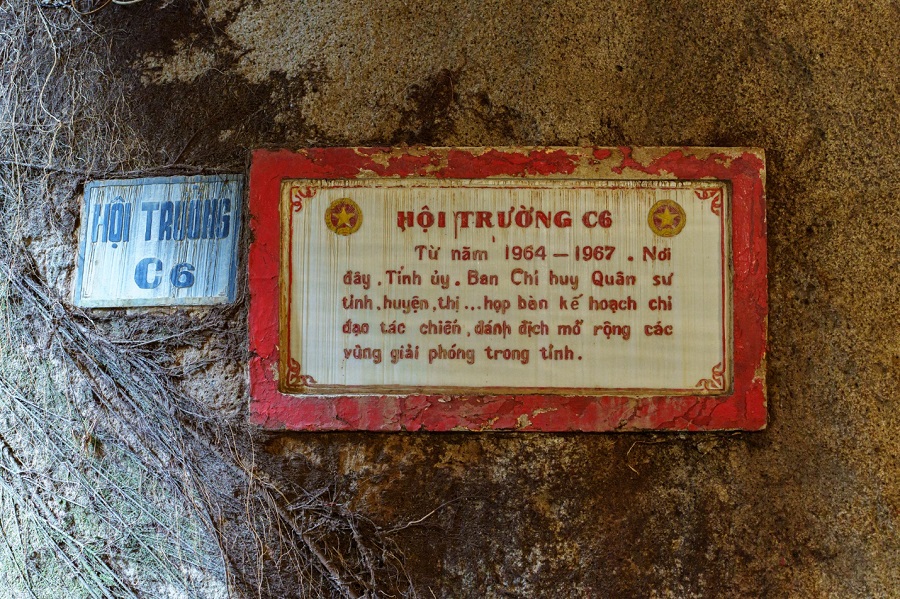 HỘI TRƯỜNG
C6
HỘI TRƯỜNG C6
Từ năm 1964 – 1967 . Nơi
đây . Tỉnh ủy . Ban Chỉ huy Quân sự
tỉnh . huyện , thị ... họp bàn kế hoạch chỉ
đạo tác chiến , đánh địch mở rộng các
vùng giải phóng trong tỉnh .